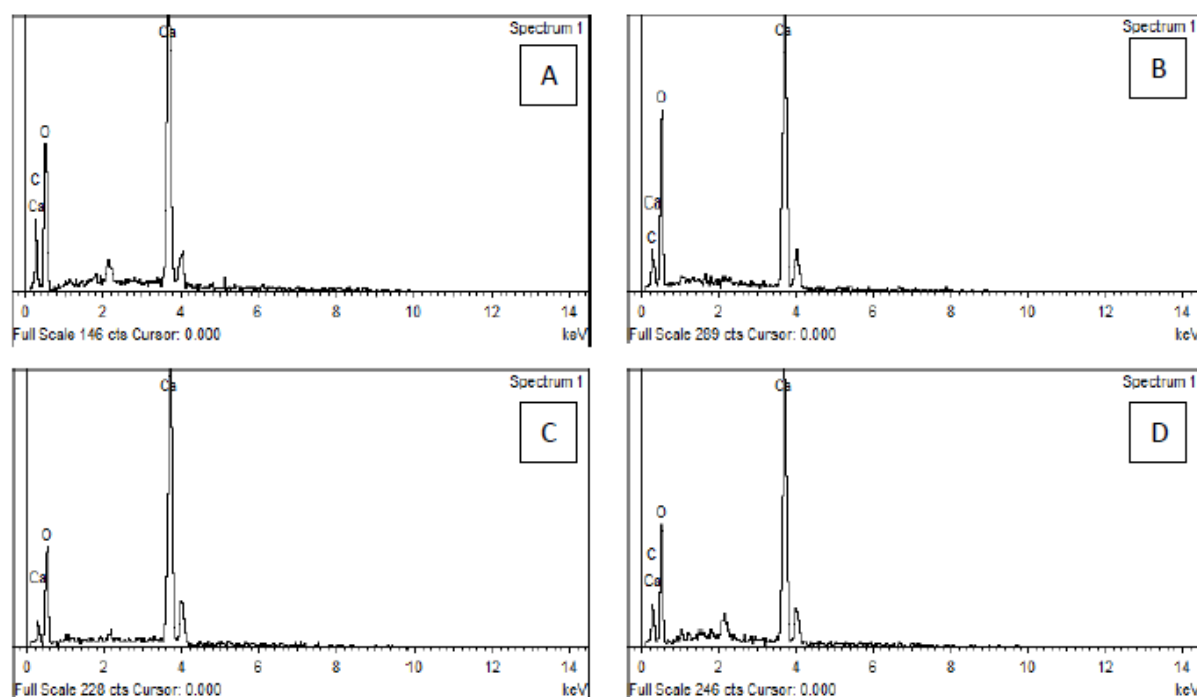 Ca
Spectrum 1
A
O
C
Ca
0 2 4 6 8 10 12 14
Full Scale 146 cts Cursor: 0.000 keV
Ca
Spectrum 1
B
O
Ca
C
0 2 4 6 8 10 12 14
Full Scale 289 cts Cursor: 0.000 keV
Ca
Spectrum 1
C
O
Ca
0 2 4 6 8 10 12 14
Full Scale 228 cts Cursor: 0.000 keV
Ca
Spectrum 1
D
O
C
Ca
0 2 4 6 8 10 12 14
Full Scale 246 cts Cursor: 0.000 keV